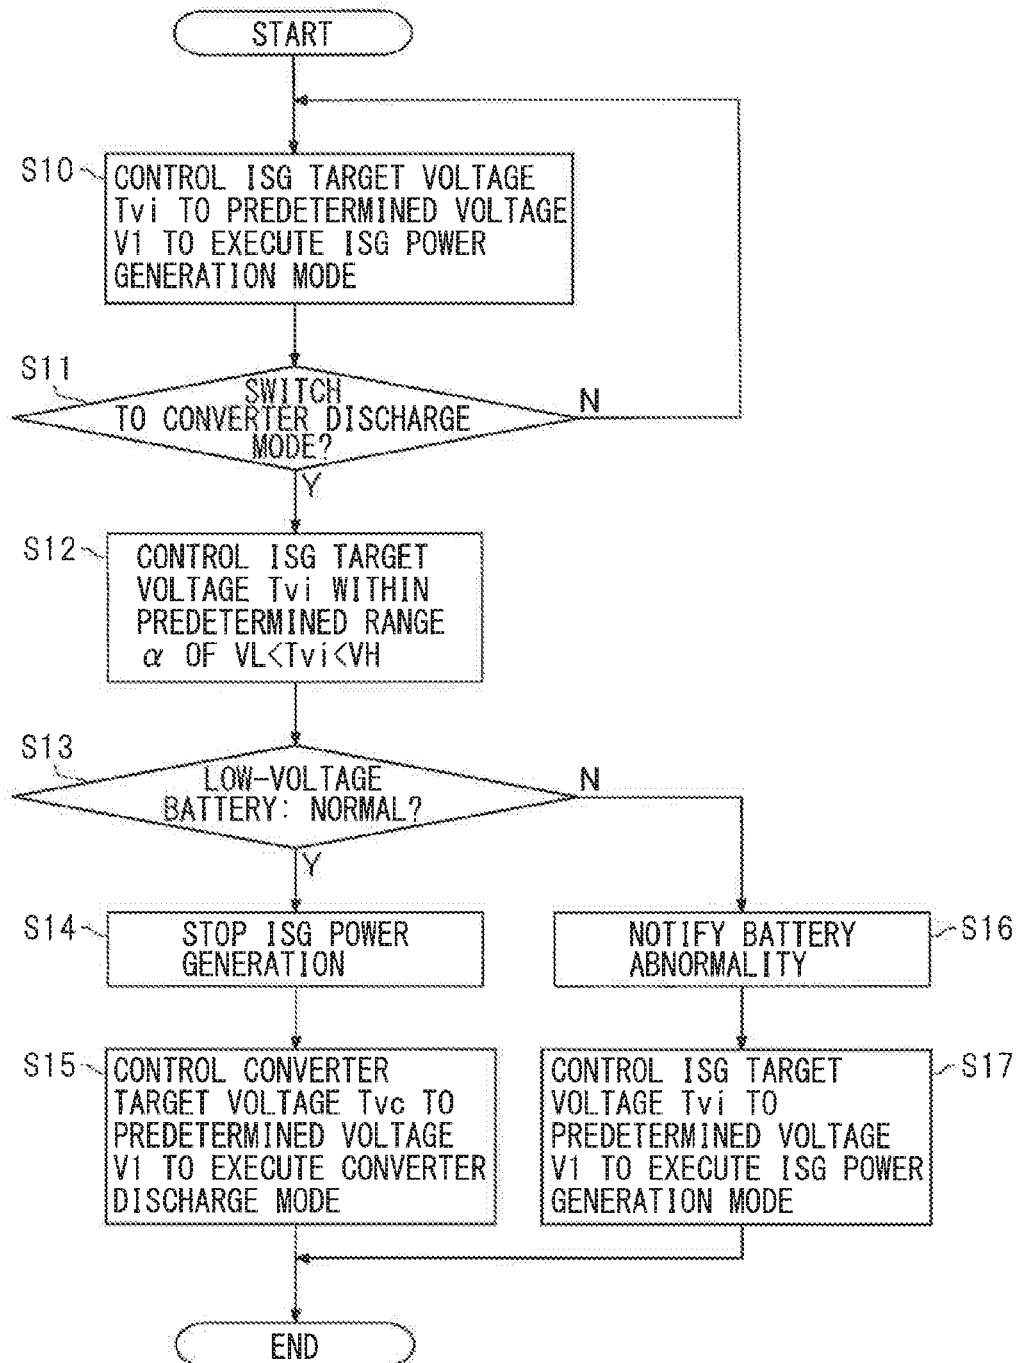 START
S10
CONTROL ISG TARGET VOLTAGE
Tvi TO PREDETERMINED VOLTAGE
V1 TO EXECUTE ISG POWER
GENERATION MODE
S11
SWITCH
TO CONVERTER DISCHARGE
MODE?
N
Y
S12
CONTROL ISG TARGET
VOLTAGE Tvi WITHIN
PREDETERMINED RANGE
α OF VL<Tvi<VH
S13
LOW-VOLTAGE
BATTERY: NORMAL?
N
Y
S14
STOP ISG POWER
GENERATION
NOTIFY BATTERY
ABNORMALITY
S16
S15
CONTROL CONVERTER
TARGET VOLTAGE Tvc TO
PREDETERMINED VOLTAGE
V1 TO EXECUTE CONVERTER
DISCHARGE MODE
CONTROL ISG TARGET
VOLTAGE Tvi TO
PREDETERMINED VOLTAGE
V1 TO EXECUTE ISG POWER
GENERATION MODE
S17
END